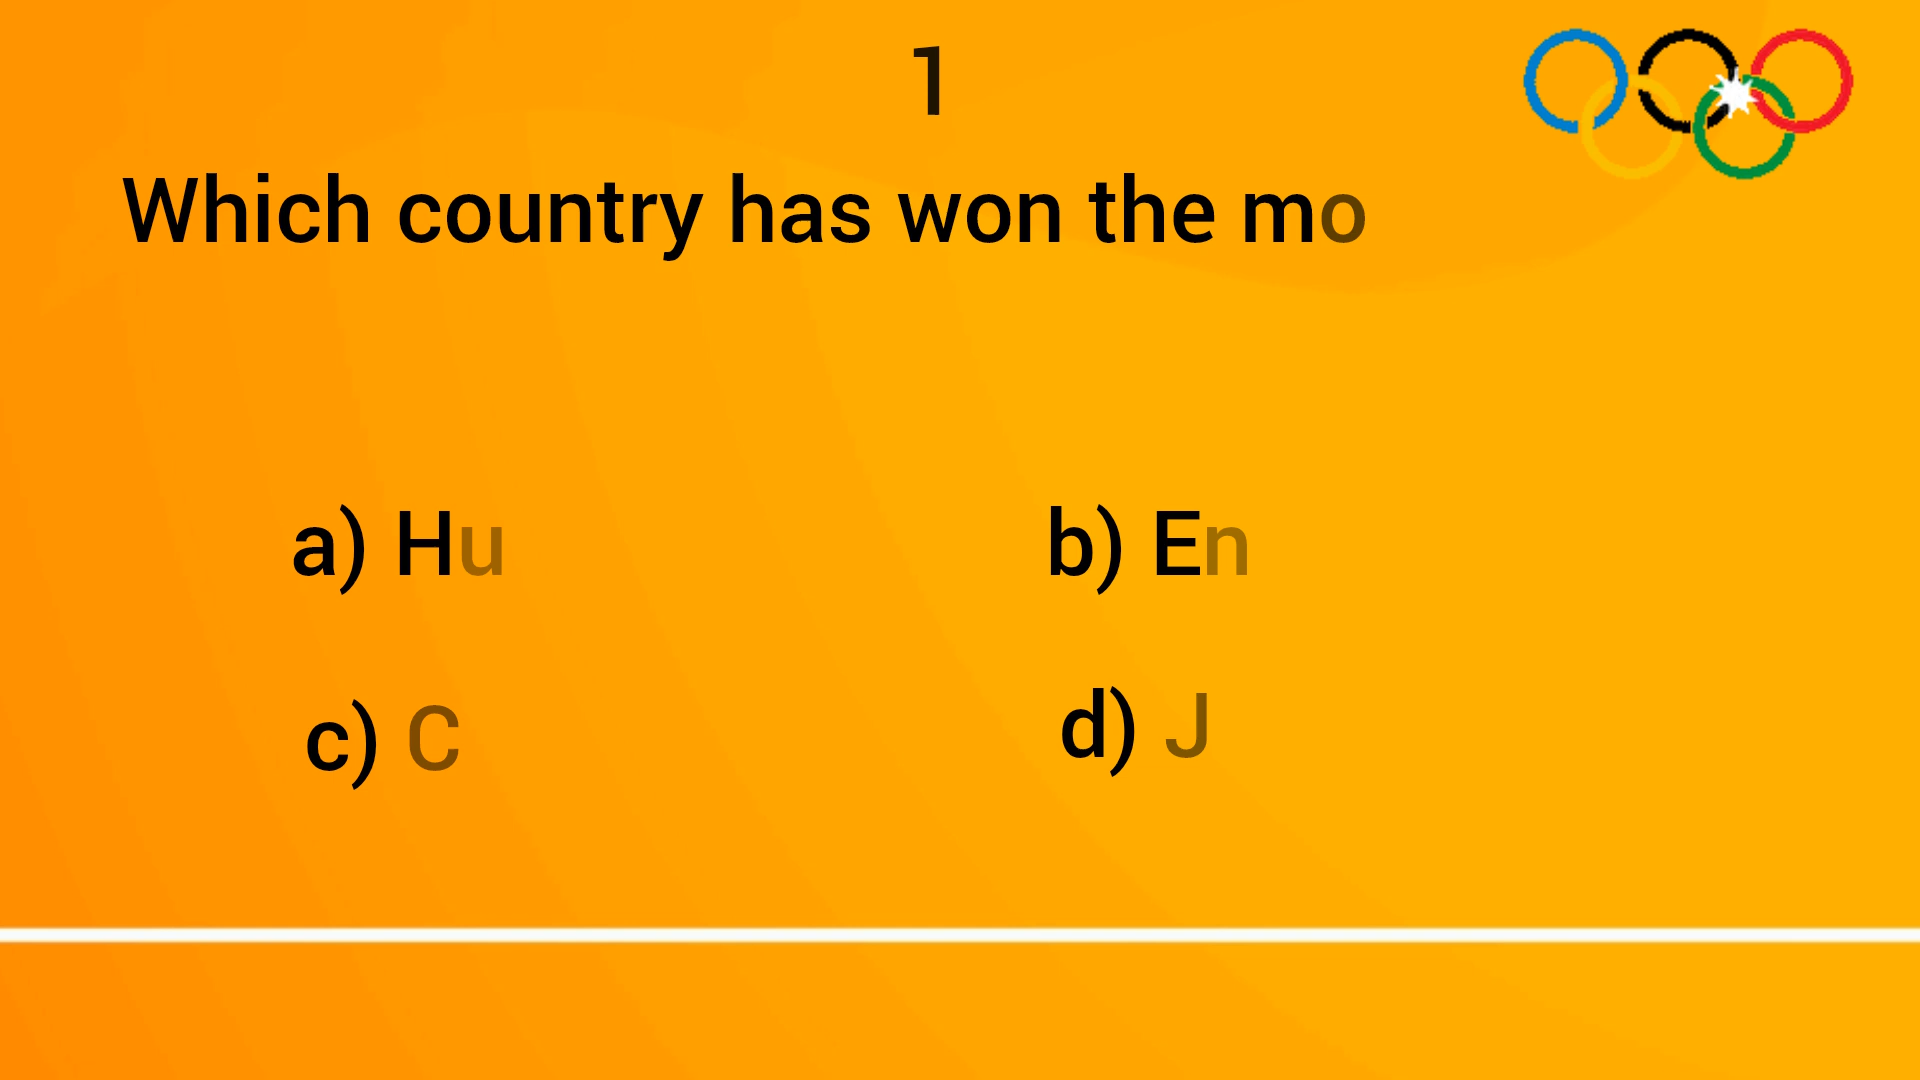 1
Which country has won the mo
a) Hu
b) En
c) C
d) J